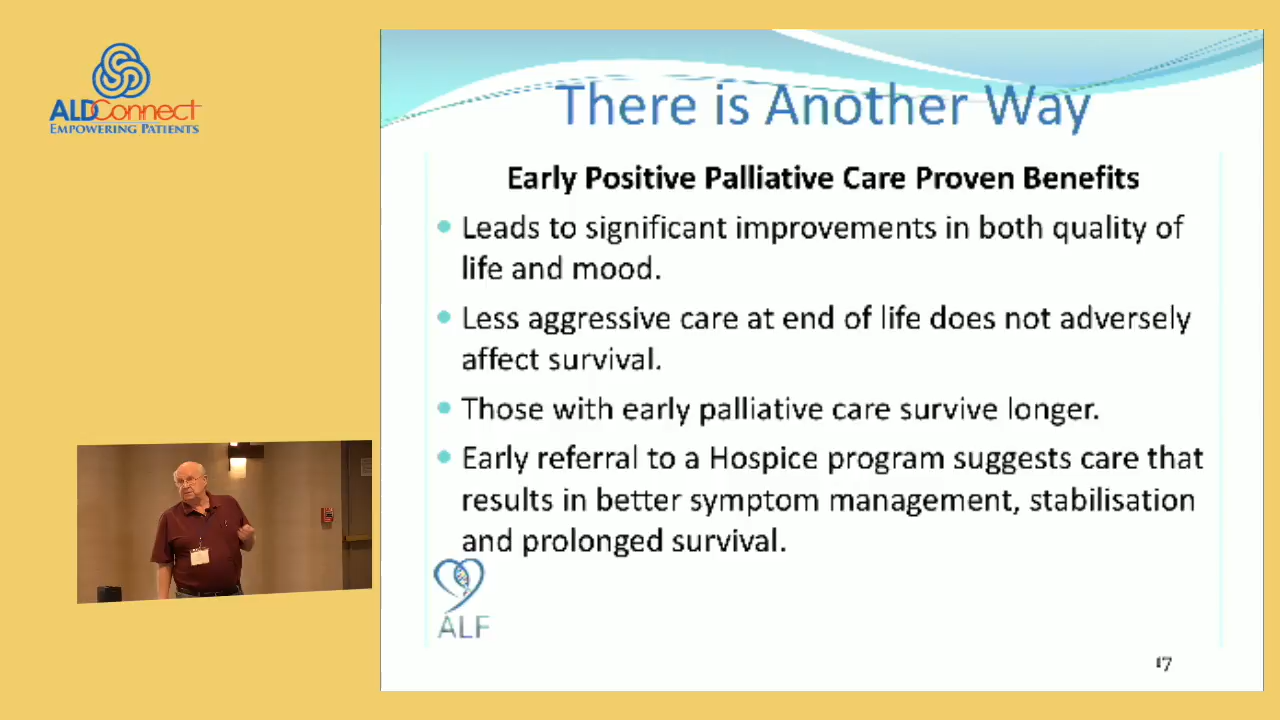 ALDConnect
EMPOWERING PATIENTS
There is Another Way
Early Positive Palliative Care Proven Benefits
• Leads to significant improvements in both quality of
life and mood.
• Less aggressive care at end of life does not adversely
affect survival.
• Those with early palliative care survive longer.
• Early referral to a Hospice program suggests care that
results in better symptom management, stabilisation
and prolonged survival.
ALF
17